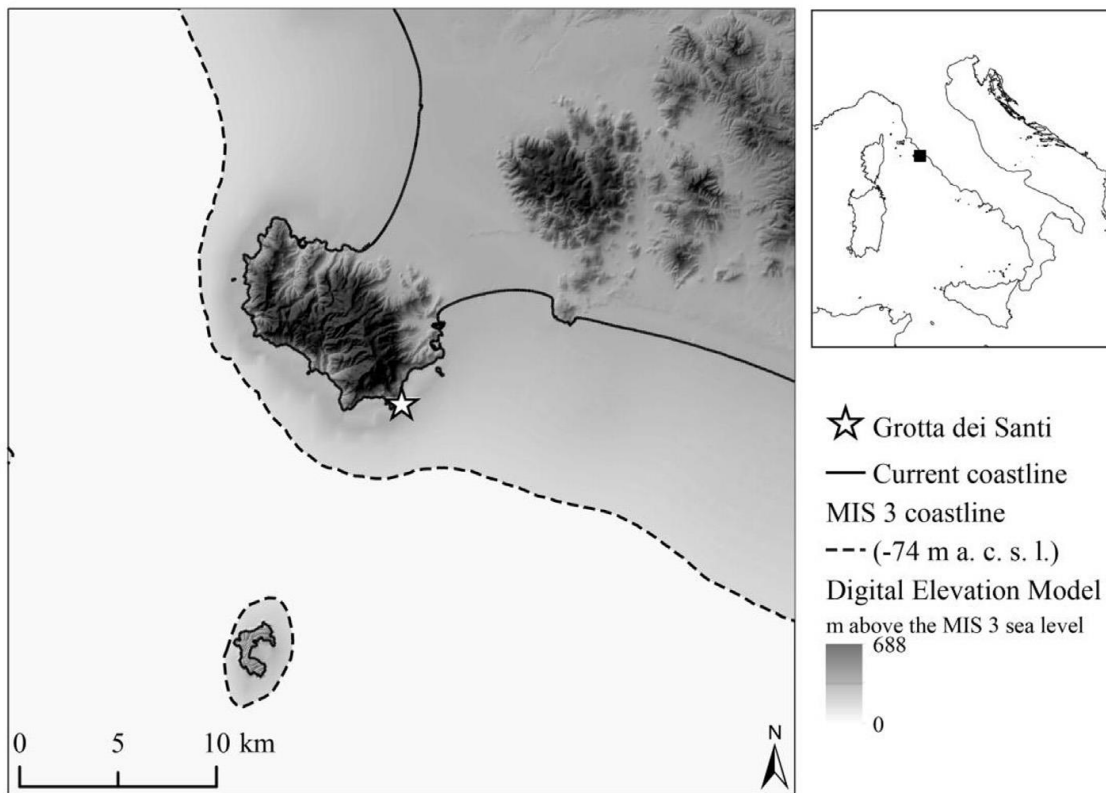 Grotta dei Santi
Current coastline
MIS 3 coastline
(-74 m a. c. s. l.)
Digital Elevation Model
m above the MIS 3 sea level
688
0
0 5 10 km
N